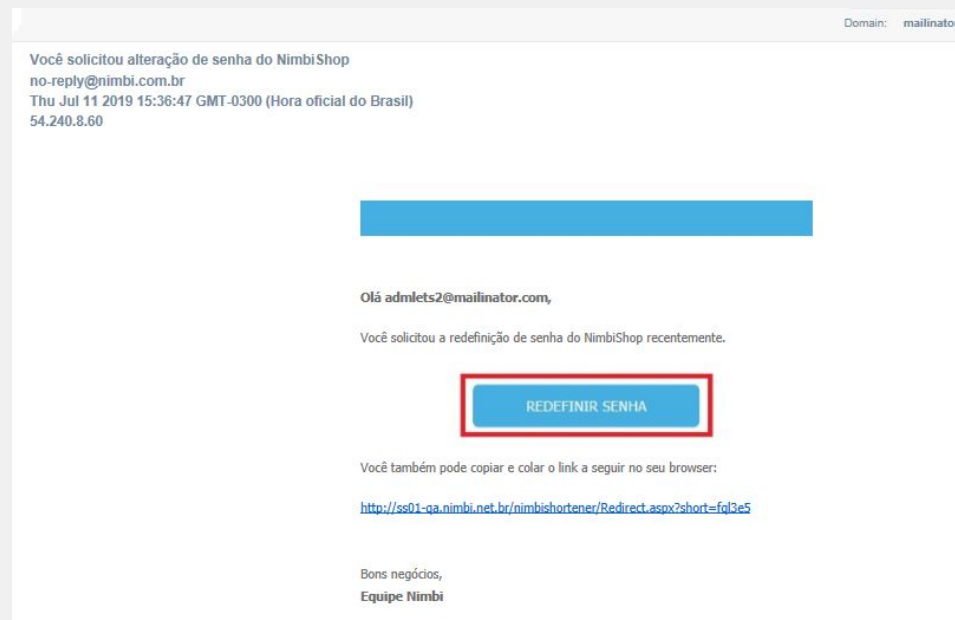 Domain: mailinator
Você solicitou alteração de senha do NimbiShop
no-reply@nimbi.com.br
Thu Jul 11 2019 15:36:47 GMT-0300 (Hora oficial do Brasil)
54.240.8.60
Olá admlets2@mailinator.com,
Você solicitou a redefinição de senha do NimbiShop recentemente.
REDEFINIR SENHA
Você também pode copiar e colar o link a seguir no seu browser:
http://ss01-qa.nimbi.net.br/nimbishortener/Redirect.aspx?short=fql3e5
Bons negócios,
Equipe Nimbi